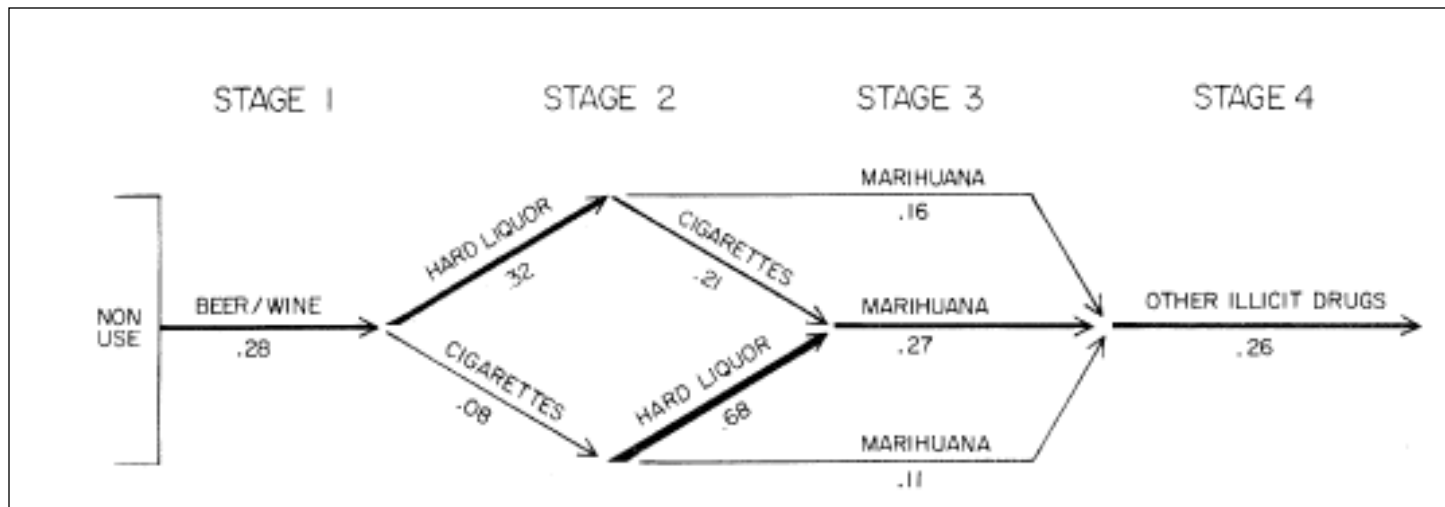 STAGE 1
STAGE 2
STAGE 3
STAGE 4
NON
USE
BEER/WINE
.28
HARD LIQUOR
.32
CIGARETTES
.08
CIGARETTES
.21
HARD LIQUOR
.68
MARIHUANA
.16
MARIHUANA
.27
MARIHUANA
.11
OTHER ILLICIT DRUGS
.26